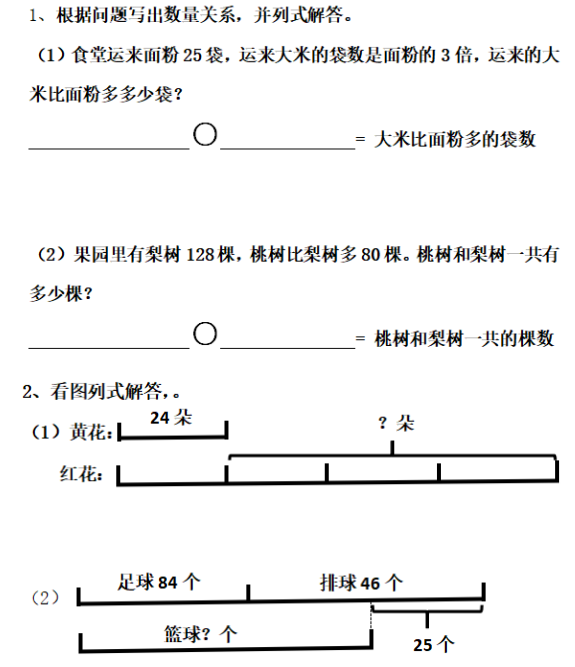 1、根据问题写出数量关系，并列式解答。
（1）食堂运来面粉 25 袋，运来大米的袋数是面粉的 3 倍，运来的大
米比面粉多多少袋？
= 大米比面粉多的袋数
（2）果园里有梨树 128 棵，桃树比梨树多 80 棵。桃树和梨树一共有
多少棵？
= 桃树和梨树一共的棵数
2、看图列式解答,。
24 朵
？朵
（1）黄花：
红花：
足球 84 个 排球 46 个
（2）
篮球？个
25 个